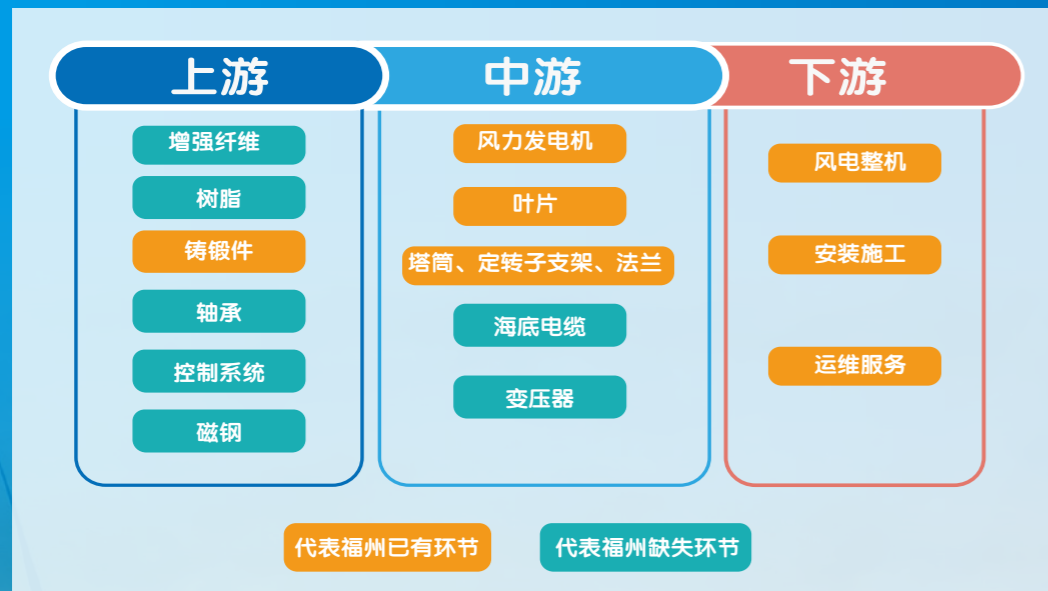 上游
增强纤维
树脂
铸锻件
轴承
控制系统
磁钢
中游
风力发电机
叶片
塔筒、定转子支架、法兰
海底电缆
变压器
下游
风电整机
安装施工
运维服务
代表福州已有环节
代表福州缺失环节